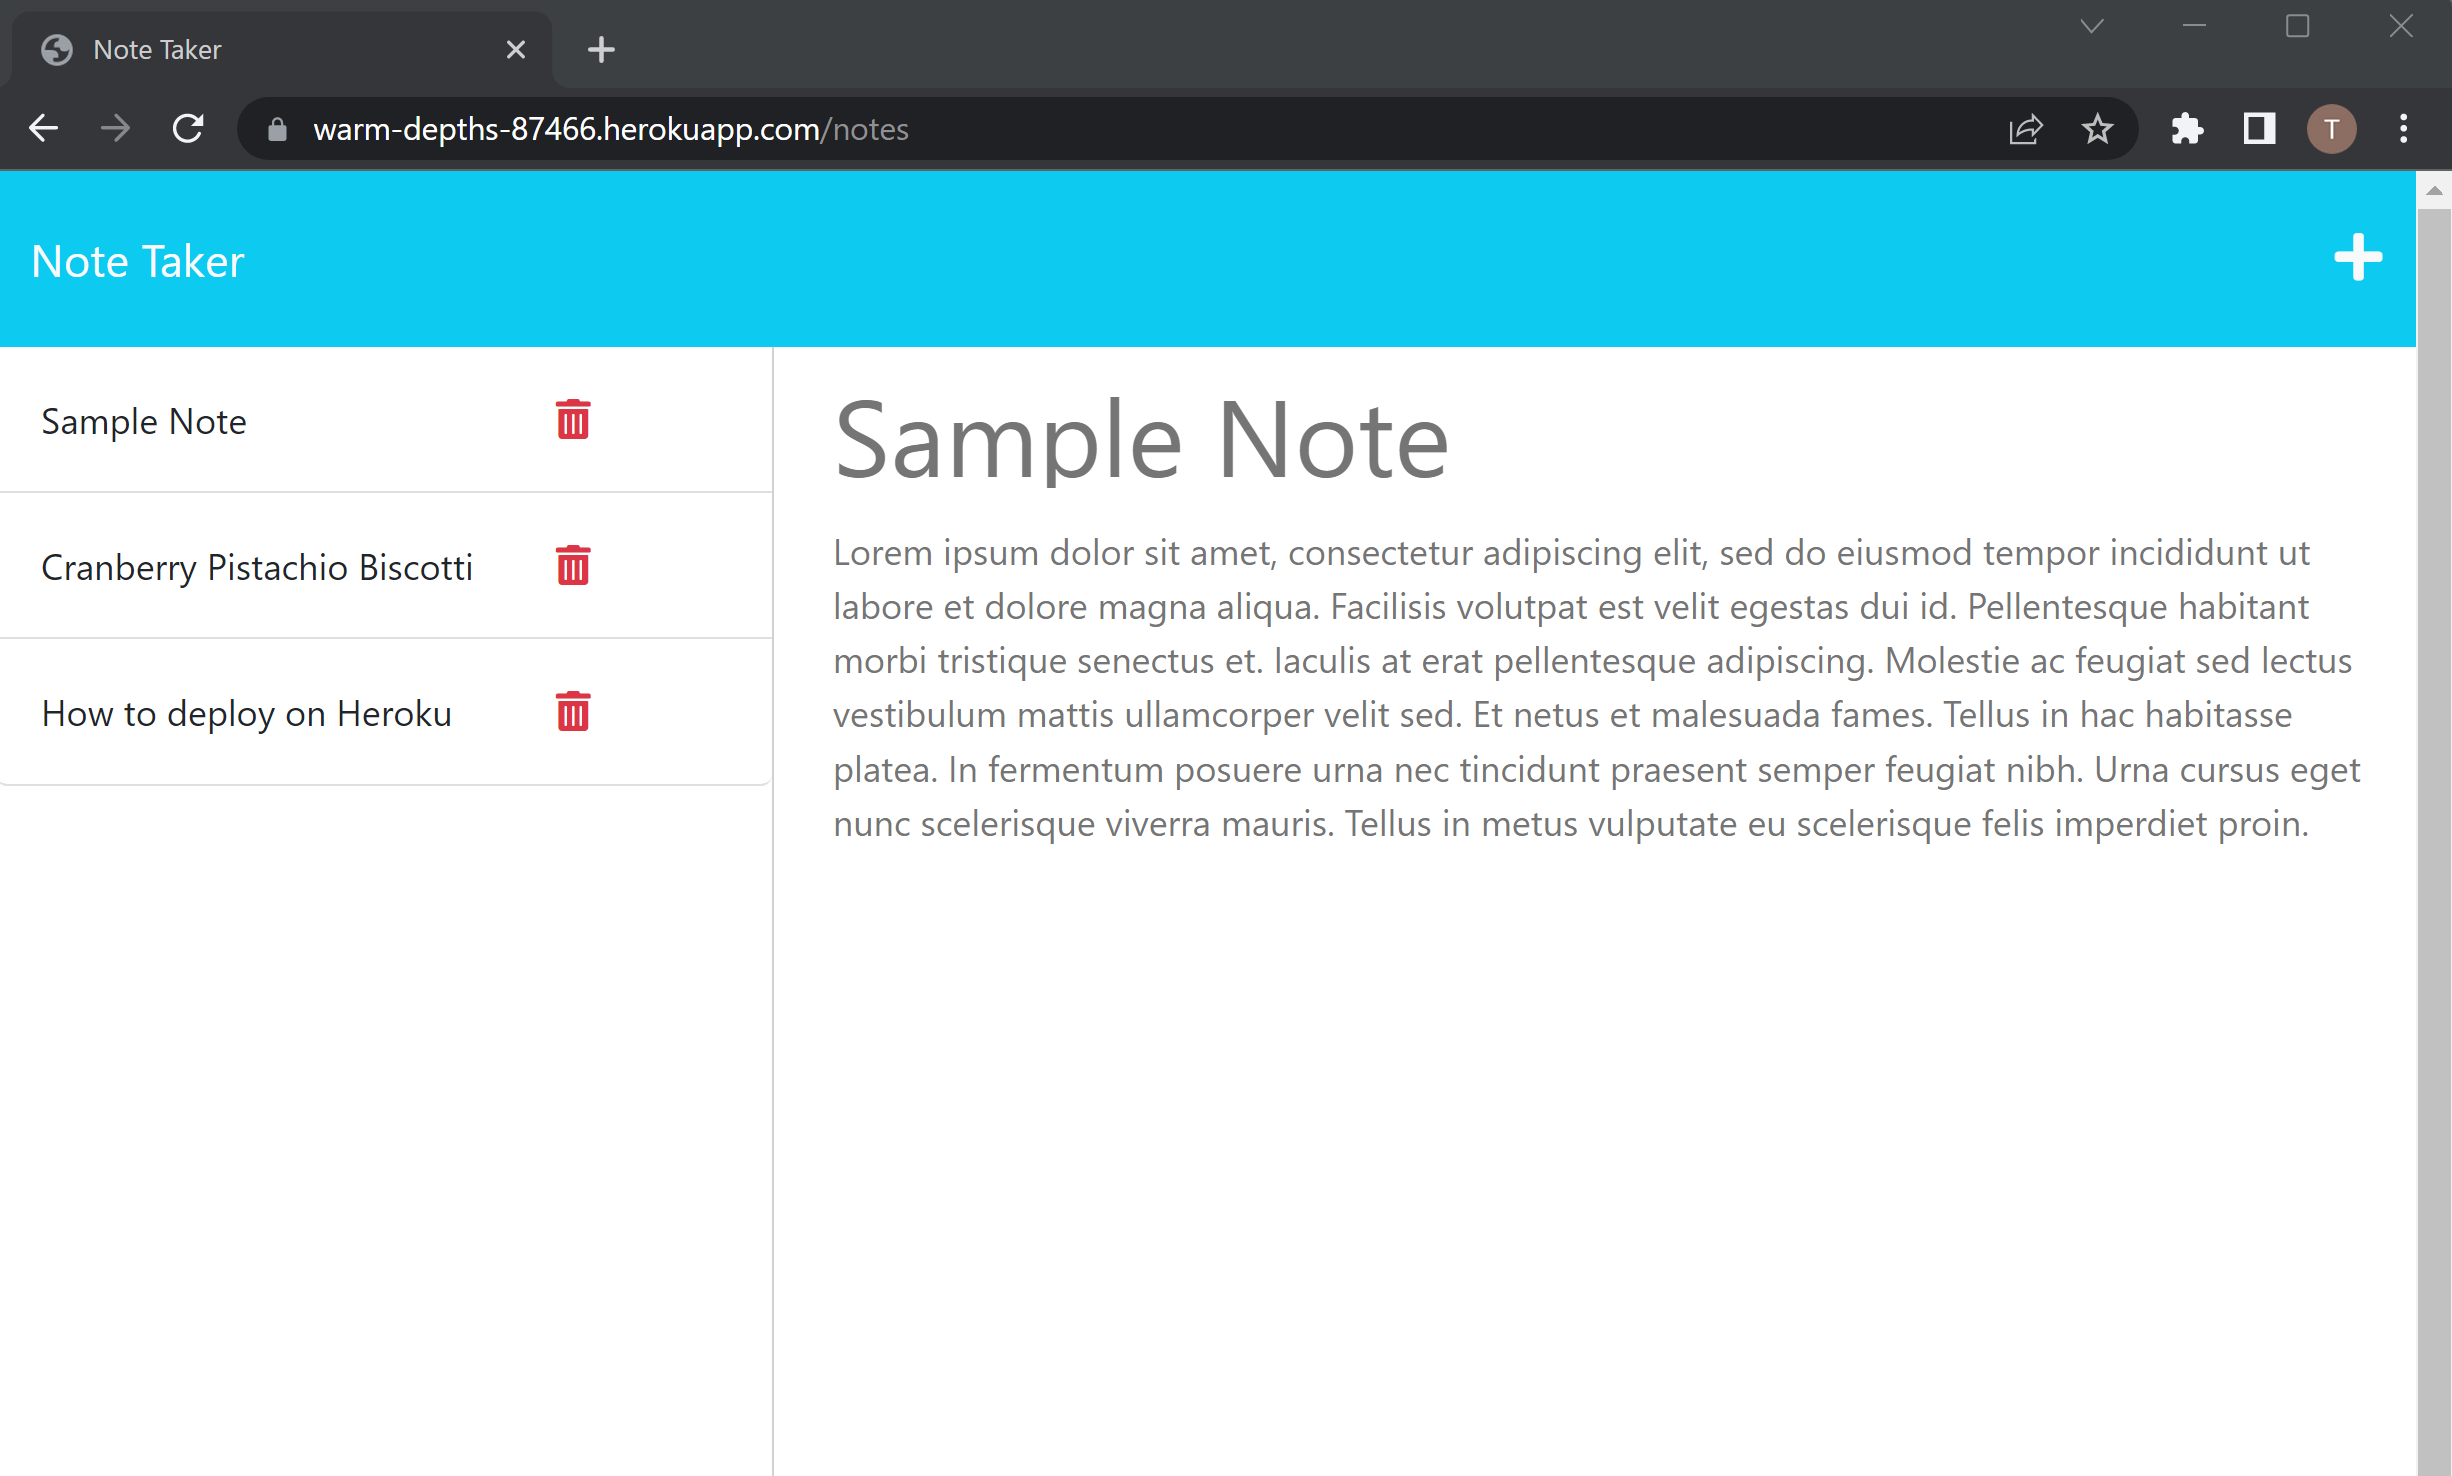 Note Taker
warm-depths-87466.herokuapp.com/notes
T
Note Taker
Sample Note
Cranberry Pistachio Biscotti
How to deploy on Heroku
Sample Note
Lorem ipsum dolor sit amet, consectetur adipiscing elit, sed do eiusmod tempor incididunt ut
labore et dolore magna aliqua. Facilisis volutpat est velit egestas dui id. Pellentesque habitant
morbi tristique senectus et. Iaculis at erat pellentesque adipiscing. Molestie ac feugiat sed lectus
vestibulum mattis ullamcorper velit sed. Et netus et malesuada fames. Tellus in hac habitasse
platea. In fermentum posuere urna nec tincidunt praesent semper feugiat nibh. Urna cursus eget
nunc scelerisque viverra mauris. Tellus in metus vulputate eu scelerisque felis imperdiet proin.